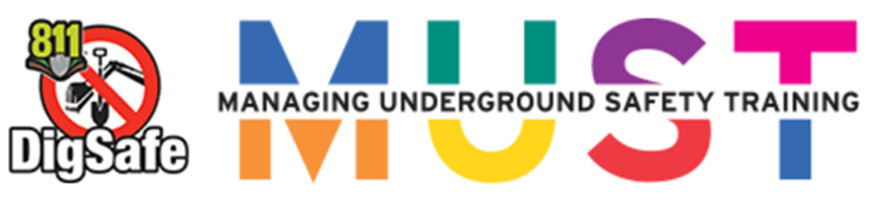 811
DigSafe
MUST
MANAGING UNDERGROUND SAFETY TRAINING